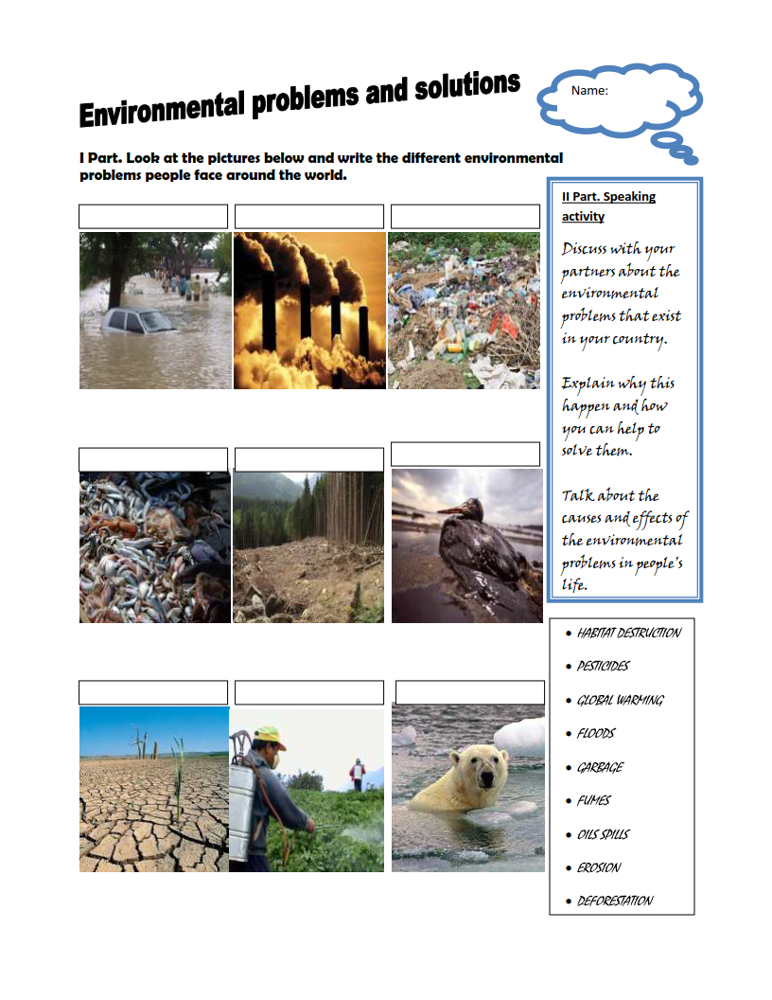 Environmental problems and solutions
Name:
I Part. Look at the pictures below and write the different environmental
problems people face around the world.
II Part. Speaking
activity
Discuss with your
partners about the
environmental
problems that exist
in your country.
Explain why this
happen and how
you can help to
solve them.
Talk about the
causes and effects of
the environmental
problems in people's
life.
• HABITAT DESTRUCTION
• PESTICIDES
• GLOBAL WARMING
• FLOODS
• GARBAGE
• FUMES
• OILS SPILLS
• EROSION
• DEFORESTATION